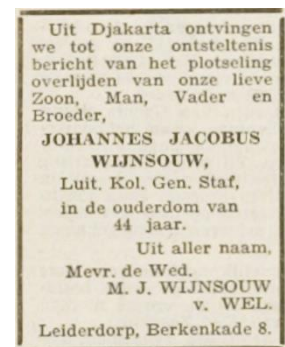 Uit Djakarta ontvingen
we tot onze ontsteltenis
bericht van het plotseling
overlijden van onze lieve
Zoon, Man, Vader en
Broeder,
JOHANNES JACOBUS
WIJNSOUW,
Luit. Kol. Gen. Staf,
in de ouderdom van
44 jaar.
Uit aller naam,
Mevr. de Wed.
M. J. WIJNSOUW
v. WEL.
Leiderdorp, Berkenkade 8.